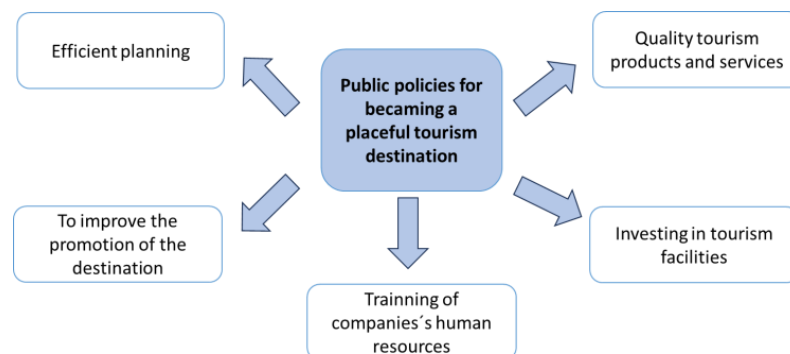 Efficient planning
Public policies for
becaming a
placeful tourism
destination
Quality tourism
products and services
To improve the
promotion of the
destination
Trainning of
companies´s human
resources
Investing in tourism
facilities